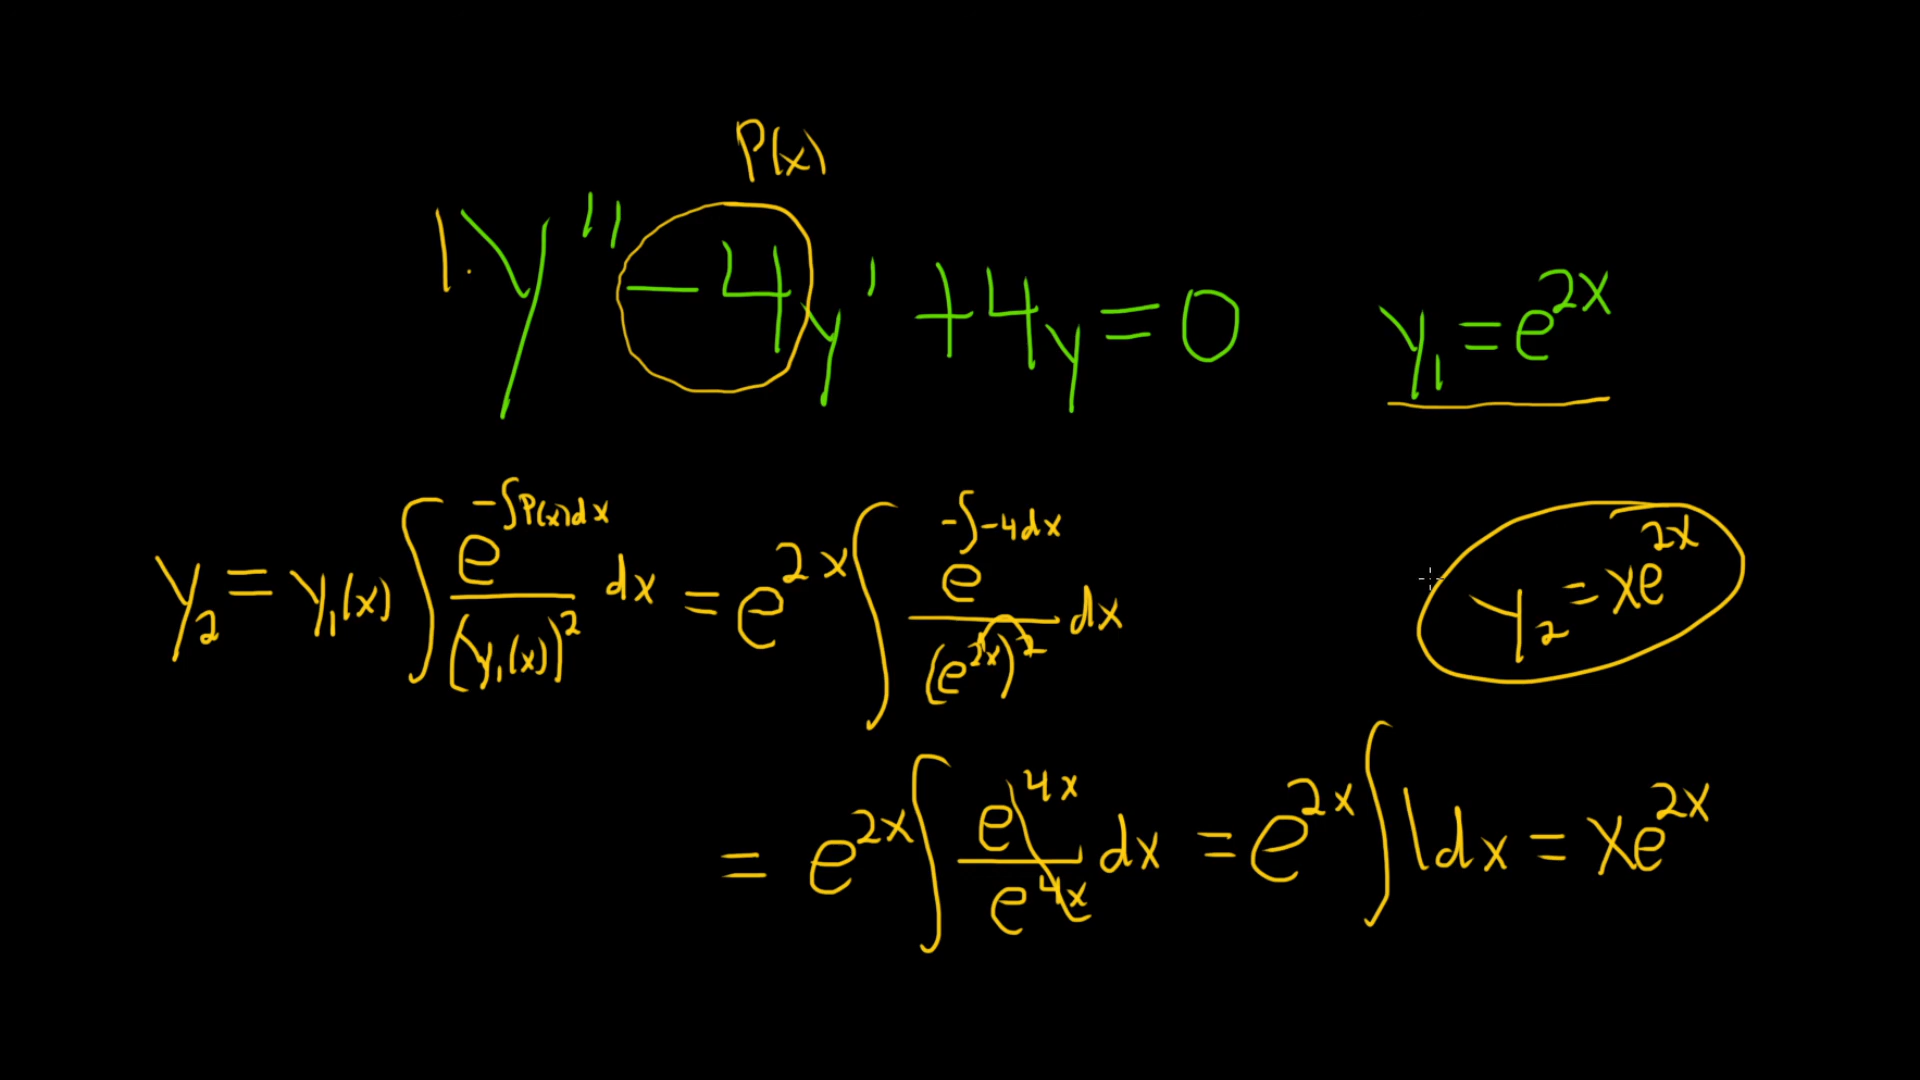 P(x)
1. y'' - 4y' + 4y = 0    y₁ = e^{2x}
y₂ = y₁(x) ∫ e^{-∫P(x)dx} / (y₁(x))² dx = e^{2x} ∫ e^{-∫-4dx} / (e^{2x})² dx    y₂ = xe^{2x}
= e^{2x} ∫ e^{4x} / e^{4x} dx = e^{2x} ∫ 1dx = xe^{2x}